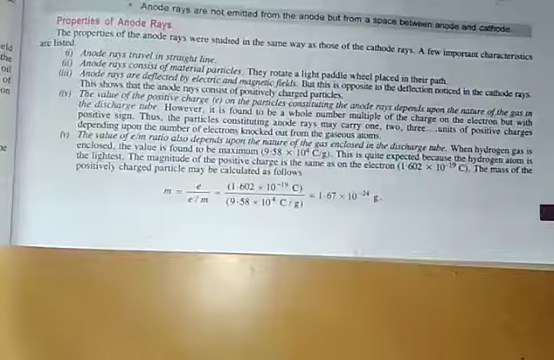 * Anode rays are not emitted from the anode but from a space between anode and cathode.
Properties of Anode Rays.
The properties of the anode rays were studied in the same way as those of the cathode rays. A few important characteristics
are listed.
(i) Anode rays travel in straight line.
(ii) Anode rays consist of material particles. They rotate a light paddle wheel placed in their path.
(iii) Anode rays are deflected by electric and magnetic fields. But this is opposite to the deflection noticed in the cathode rays.
This shows that the anode rays consist of positively charged particles.
(iv) The value of the positive charge (e) on the particles constituting the anode rays depends upon the nature of the gas in
the discharge tube. However, it is found to be a whole number multiple of the charge on the electron but with
positive sign. Thus, the particles constituting anode rays may carry one, two, three....units of positive charges
depending upon the number of electrons knocked out from the gaseous atoms.
(v) The value of e/m ratio also depends upon the nature of the gas enclosed in the discharge tube. When hydrogen gas is
enclosed, the value is found to be maximum (9·58 × 10⁴ C/g). This is quite expected because the hydrogen atom is
the lightest. The magnitude of the positive charge is the same as on the electron (1·602 × 10⁻¹⁹ C). The mass of the
positively charged particle may be calculated as follows
m = e / (e/m) = (1·602 × 10⁻¹⁹ C) / (9·58 × 10⁴ C/g) = 1·67 × 10⁻²⁴ g.
the
oil
of
on